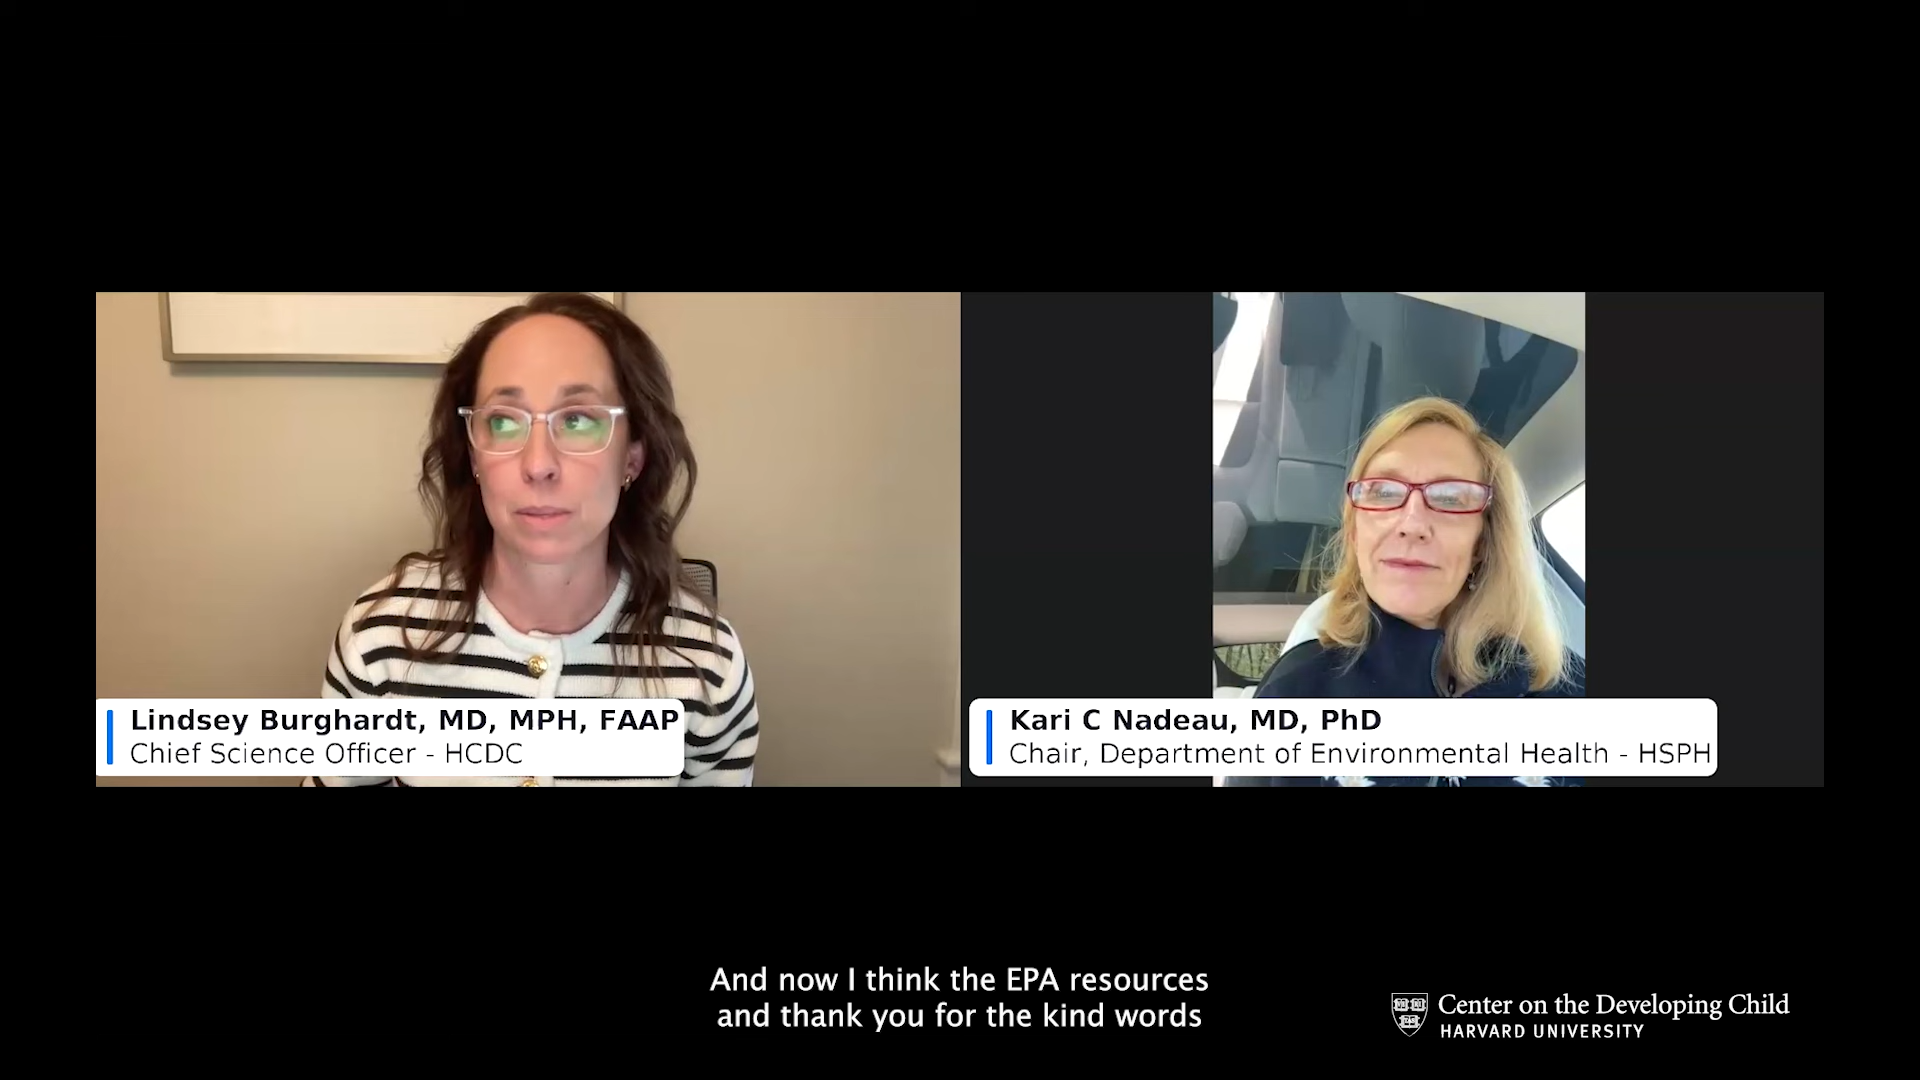 Lindsey Burghardt, MD, MPH, FAAP
Chief Science Officer - HCDC
Kari C Nadeau, MD, PhD
Chair, Department of Environmental Health - HSPH
And now I think the EPA resources
and thank you for the kind words
Center on the Developing Child
HARVARD UNIVERSITY